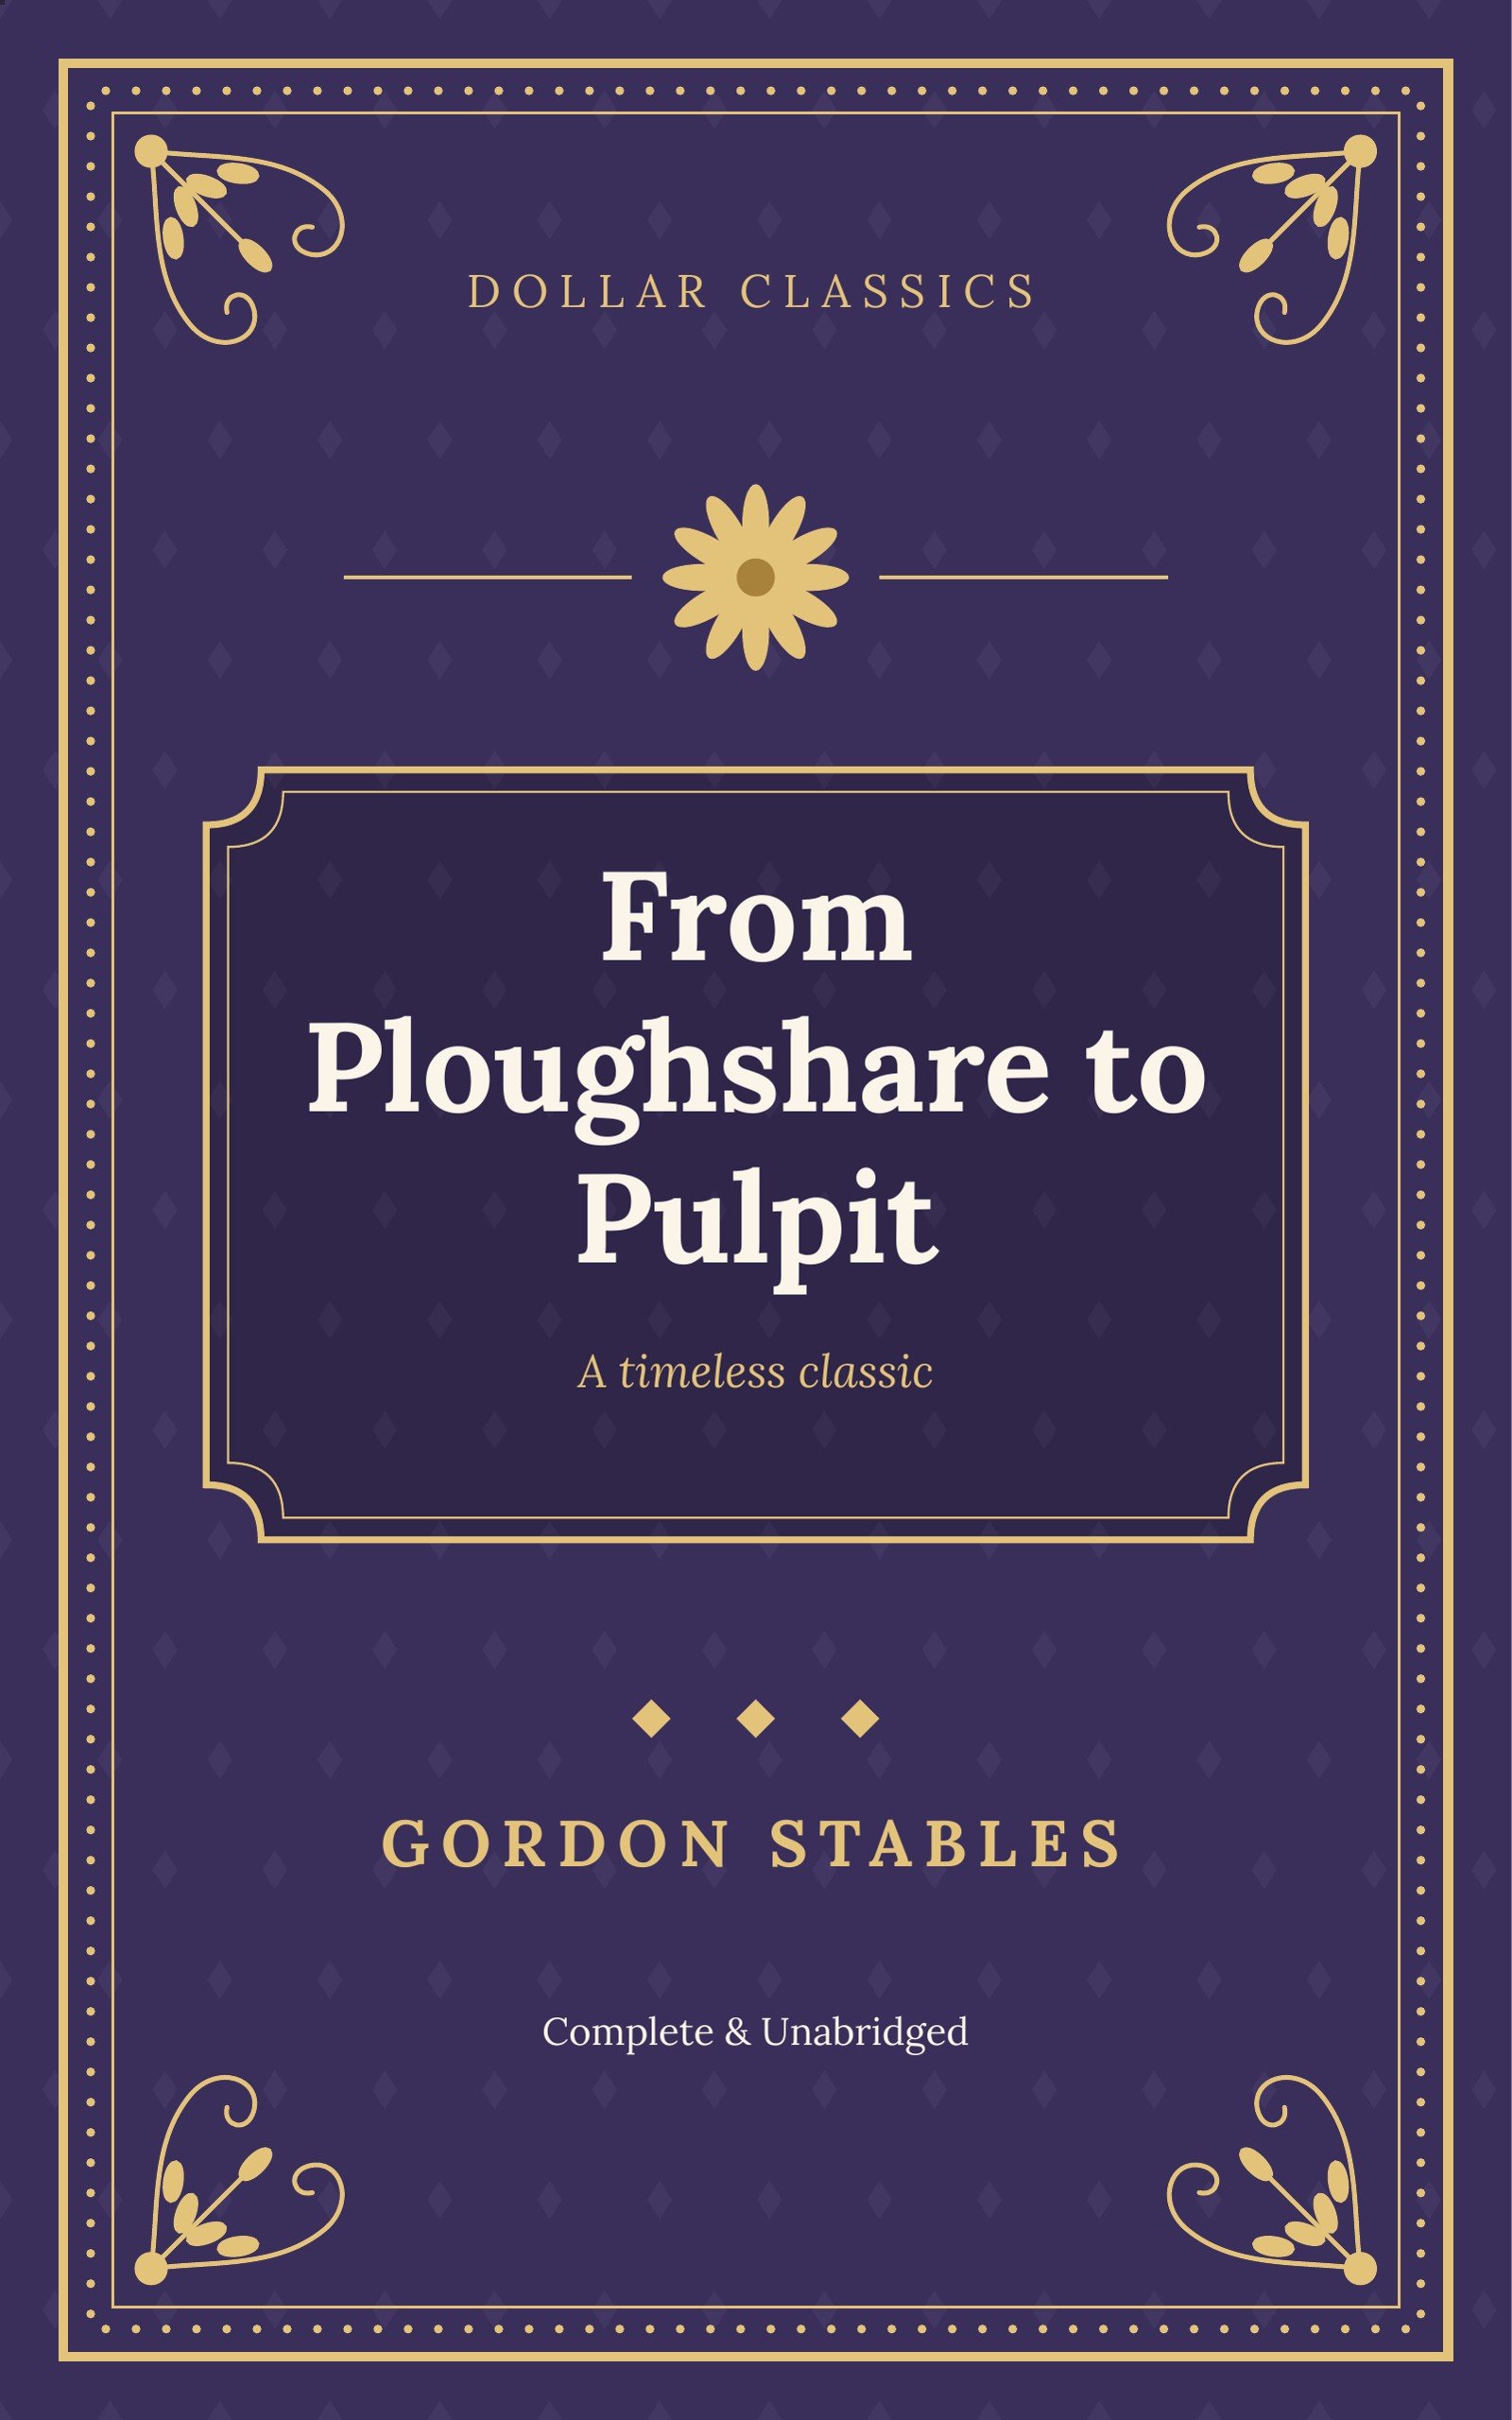 DOLLAR CLASSICS
From
Ploughshare to
Pulpit
A timeless classic
GORDON STABLES
Complete & Unabridged